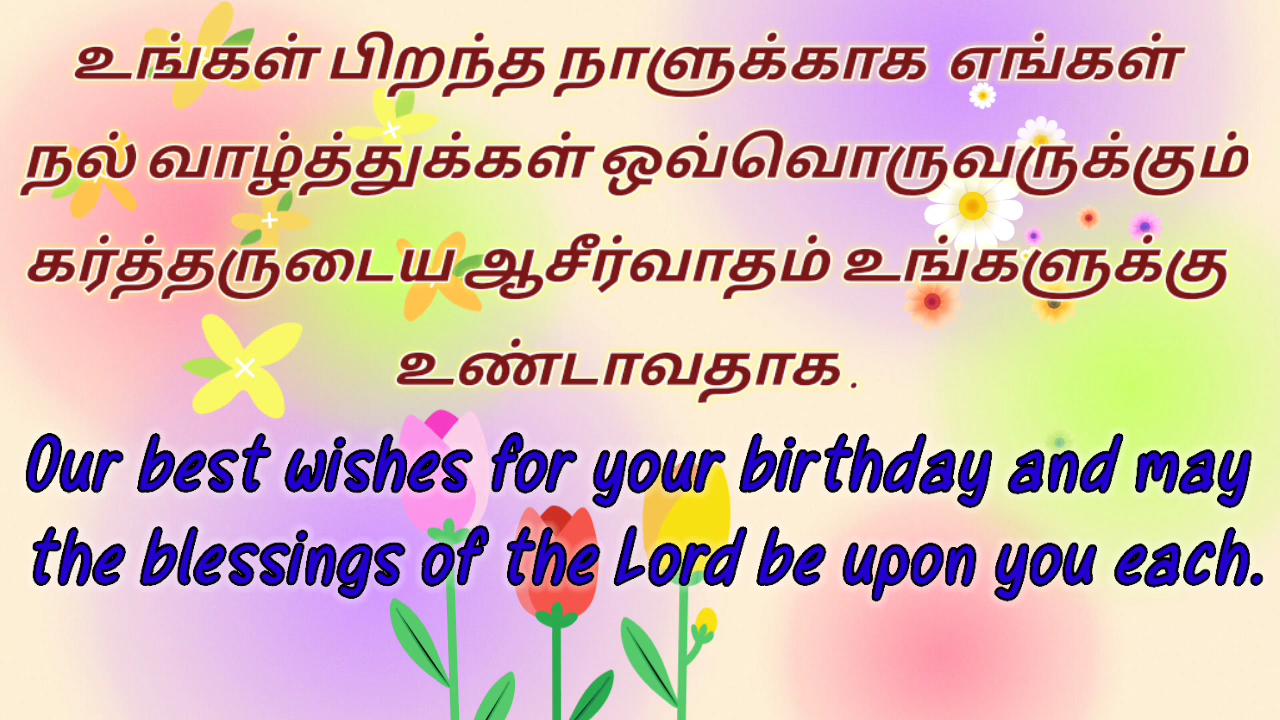 உங்கள் பிறந்த நாளுக்காக எங்கள்
நல் வாழ்த்துக்கள் ஒவ்வொருவருக்கும்
கர்த்தருடைய ஆசீர்வாதம் உங்களுக்கு
உண்டாவதாக .
Our best wishes for your birthday and may
the blessings of the Lord be upon you each.